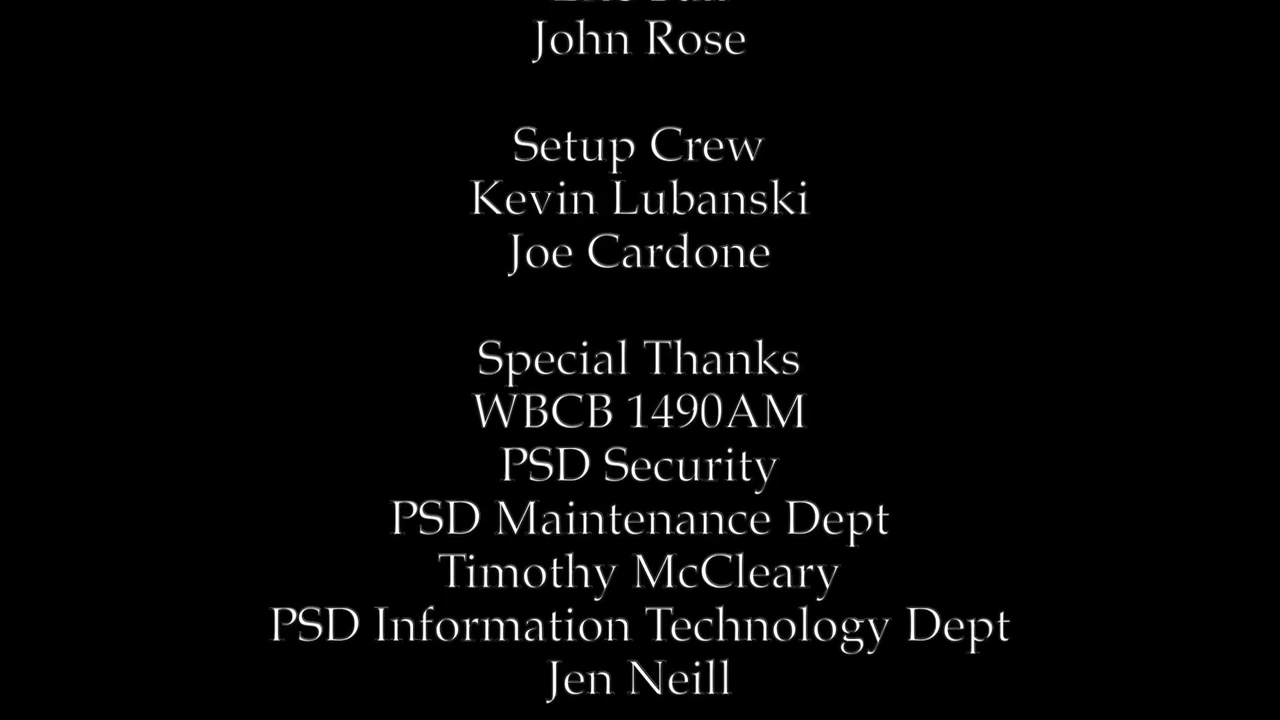 John Rose
Setup Crew
Kevin Lubanski
Joe Cardone
Special Thanks
WBCB 1490AM
PSD Security
PSD Maintenance Dept
Timothy McCleary
PSD Information Technology Dept
Jen Neill